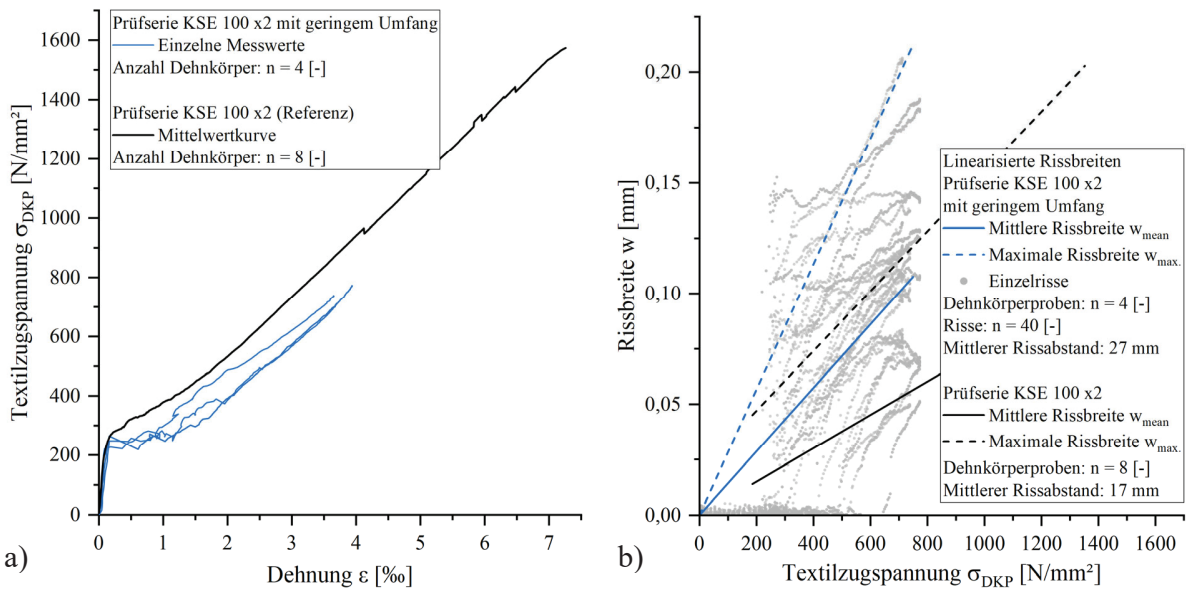 Prüfserie KSE 100 x2 mit geringem Umfang
Einzelne Messwerte
Anzahl Dehnkörper: n = 4 [-]
Prüfserie KSE 100 x2 (Referenz)
Mittelwertkurve
Anzahl Dehnkörper: n = 8 [-]
Textilzugspannung σDKP [N/mm²]
1600
1400
1200
1000
800
600
400
200
0
0 1 2 3 4 5 6 7
Dehnung ε [‰]
a)
Rissbreite w [mm]
0,20
0,15
0,10
0,05
0,00
Linearisierte Rissbreiten
Prüfserie KSE 100 x2
mit geringem Umfang
Mittlere Rissbreite wmean
Maximale Rissbreite wmax.
Einzelrisse
Dehnkörperproben: n = 4 [-]
Risse: n = 40 [-]
Mittlerer Rissabstand: 27 mm
Prüfserie KSE 100 x2
Mittlere Rissbreite wmean
Maximale Rissbreite wmax.
Dehnkörperproben: n = 8 [-]
Mittlerer Rissabstand: 17 mm
0 200 400 600 800 1000 1200 1400 1600
Textilzugspannung σDKP [N/mm²]
b)